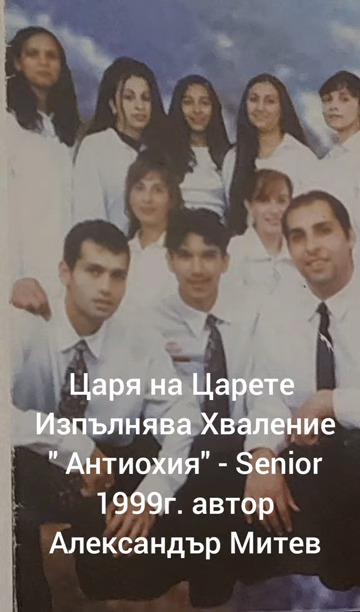 Царя на Царете
Изпълнява Хваление
" Антиохия" - Senior
1999г. автор
Александър Митев